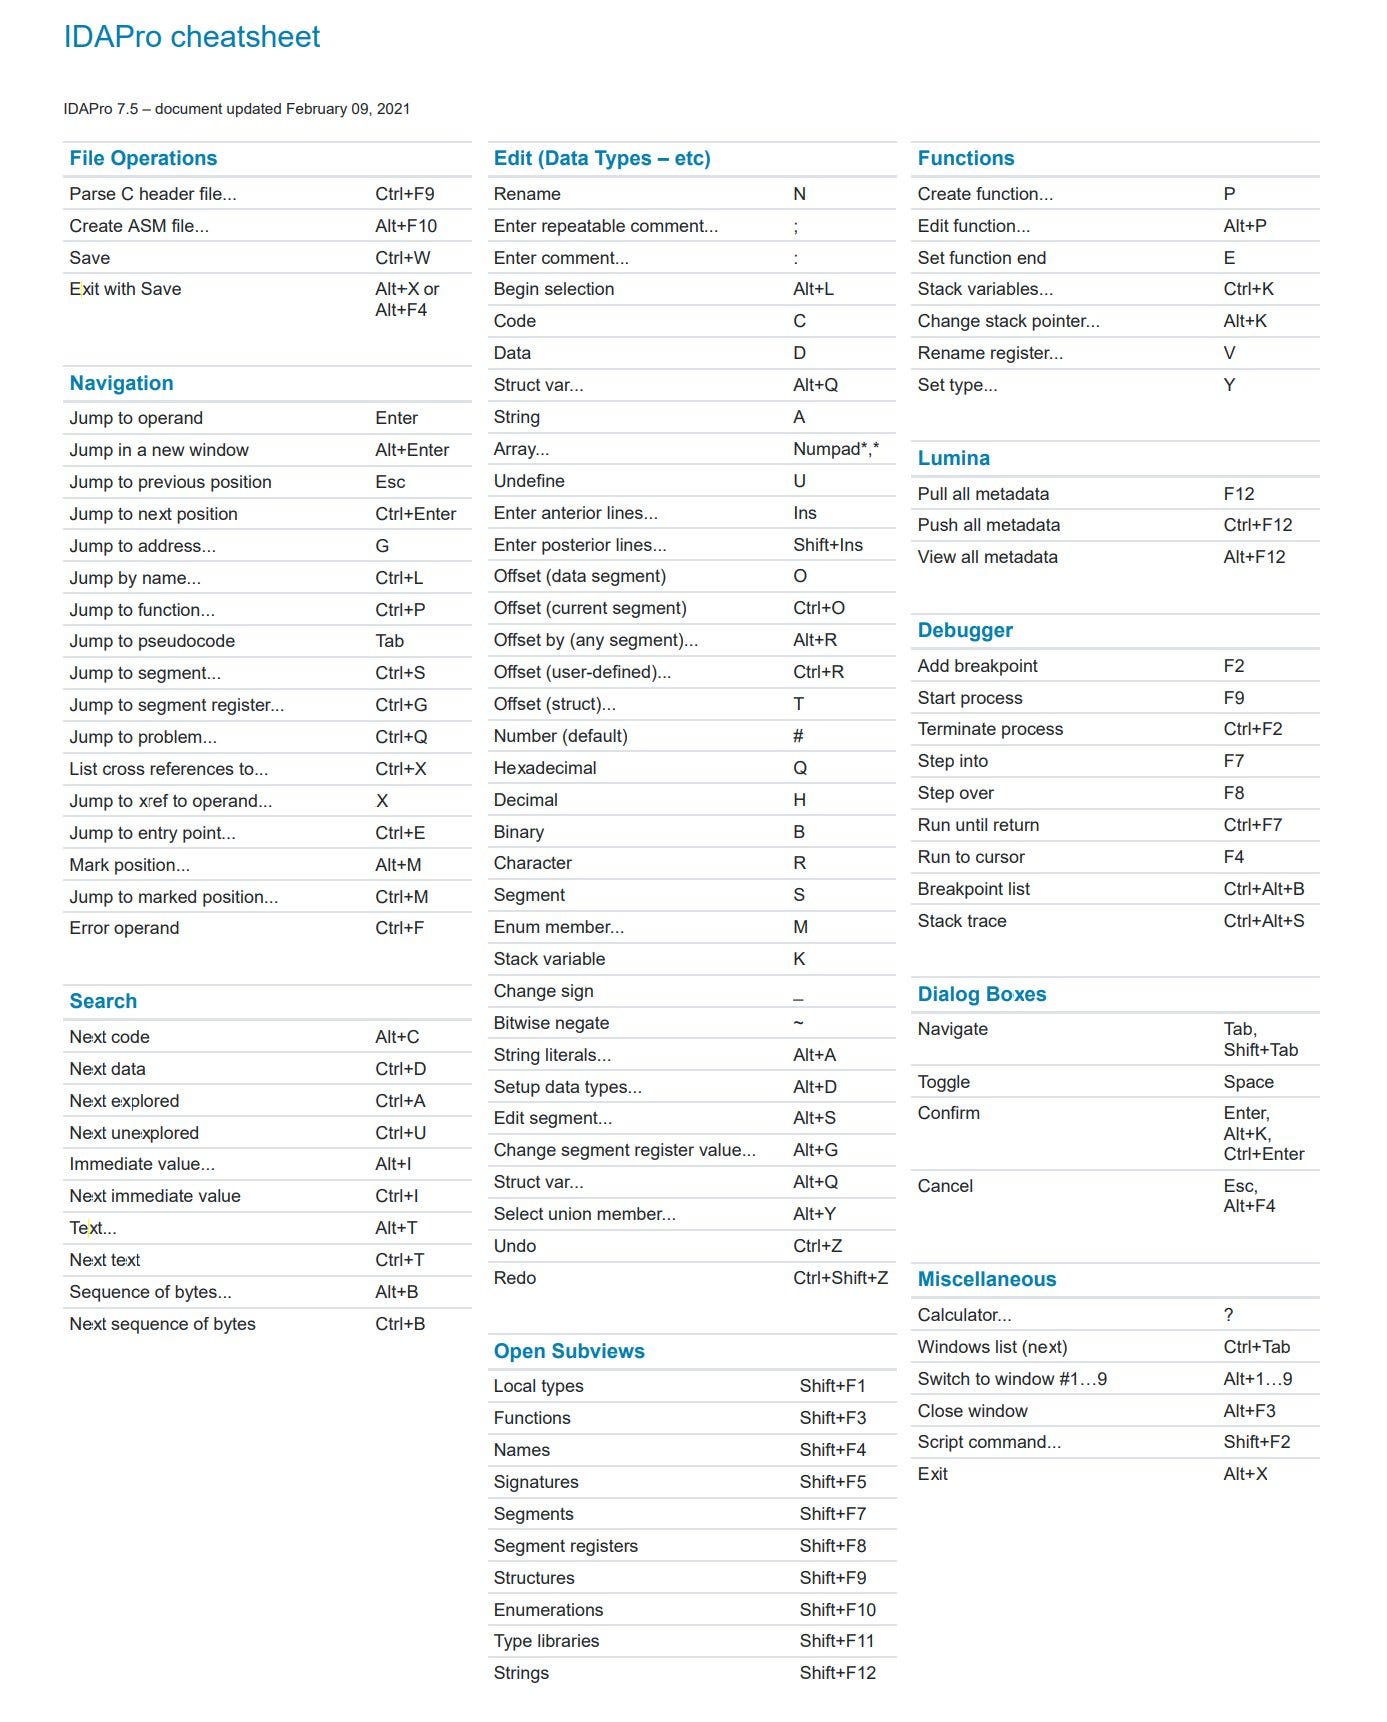 IDAPro cheatsheet
IDAPro 7.5 – document updated February 09, 2021
File Operations
Parse C header file... Ctrl+F9
Create ASM file... Alt+F10
Save Ctrl+W
Exit with Save Alt+X or
Alt+F4
Navigation
Jump to operand Enter
Jump in a new window Alt+Enter
Jump to previous position Esc
Jump to next position Ctrl+Enter
Jump to address... G
Jump by name... Ctrl+L
Jump to function... Ctrl+P
Jump to pseudocode Tab
Jump to segment... Ctrl+S
Jump to segment register... Ctrl+G
Jump to problem... Ctrl+Q
List cross references to... Ctrl+X
Jump to xref to operand... X
Jump to entry point... Ctrl+E
Mark position... Alt+M
Jump to marked position... Ctrl+M
Error operand Ctrl+F
Search
Next code Alt+C
Next data Ctrl+D
Next explored Ctrl+A
Next unexplored Ctrl+U
Immediate value... Alt+I
Next immediate value Ctrl+I
Text... Alt+T
Next text Ctrl+T
Sequence of bytes... Alt+B
Next sequence of bytes Ctrl+B
Edit (Data Types – etc)
Rename N
Enter repeatable comment... ;
Enter comment... :
Begin selection Alt+L
Code C
Data D
Struct var... Alt+Q
String A
Array... Numpad*,*
Undefine U
Enter anterior lines... Ins
Enter posterior lines... Shift+Ins
Offset (data segment) O
Offset (current segment) Ctrl+O
Offset by (any segment)... Alt+R
Offset (user-defined)... Ctrl+R
Offset (struct)... T
Number (default) #
Hexadecimal Q
Decimal H
Binary B
Character R
Segment S
Enum member... M
Stack variable K
Change sign _
Bitwise negate ~
String literals... Alt+A
Setup data types... Alt+D
Edit segment... Alt+S
Change segment register value... Alt+G
Struct var... Alt+Q
Select union member... Alt+Y
Undo Ctrl+Z
Redo Ctrl+Shift+Z
Open Subviews
Local types Shift+F1
Functions Shift+F3
Names Shift+F4
Signatures Shift+F5
Segments Shift+F7
Segment registers Shift+F8
Structures Shift+F9
Enumerations Shift+F10
Type libraries Shift+F11
Strings Shift+F12
Functions
Create function... P
Edit function... Alt+P
Set function end E
Stack variables... Ctrl+K
Change stack pointer... Alt+K
Rename register... V
Set type... Y
Lumina
Pull all metadata F12
Push all metadata Ctrl+F12
View all metadata Alt+F12
Debugger
Add breakpoint F2
Start process F9
Terminate process Ctrl+F2
Step into F7
Step over F8
Run until return Ctrl+F7
Run to cursor F4
Breakpoint list Ctrl+Alt+B
Stack trace Ctrl+Alt+S
Dialog Boxes
Navigate Tab,
Shift+Tab
Toggle Space
Confirm Enter,
Alt+K,
Ctrl+Enter
Cancel Esc,
Alt+F4
Miscellaneous
Calculator... ?
Windows list (next) Ctrl+Tab
Switch to window #1…9 Alt+1…9
Close window Alt+F3
Script command... Shift+F2
Exit Alt+X